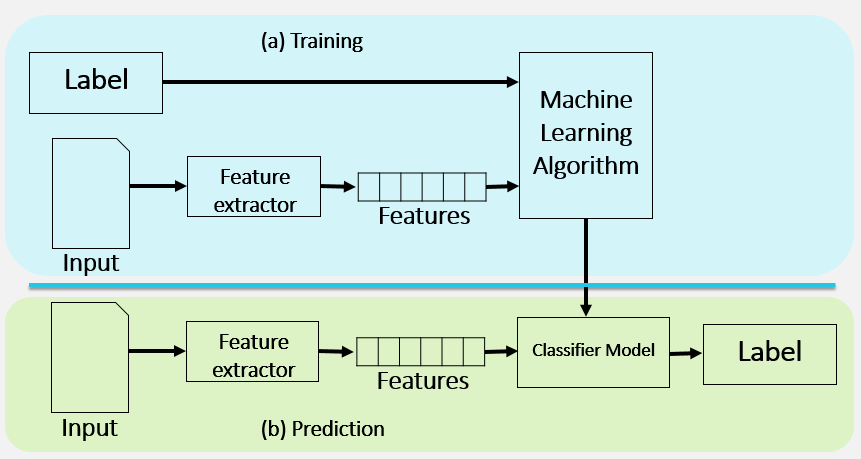 (a) Training
Label
Machine
Learning
Algorithm
Feature
extractor
Features
Input
Feature
extractor
Features
Classifier Model
Label
Input
(b) Prediction